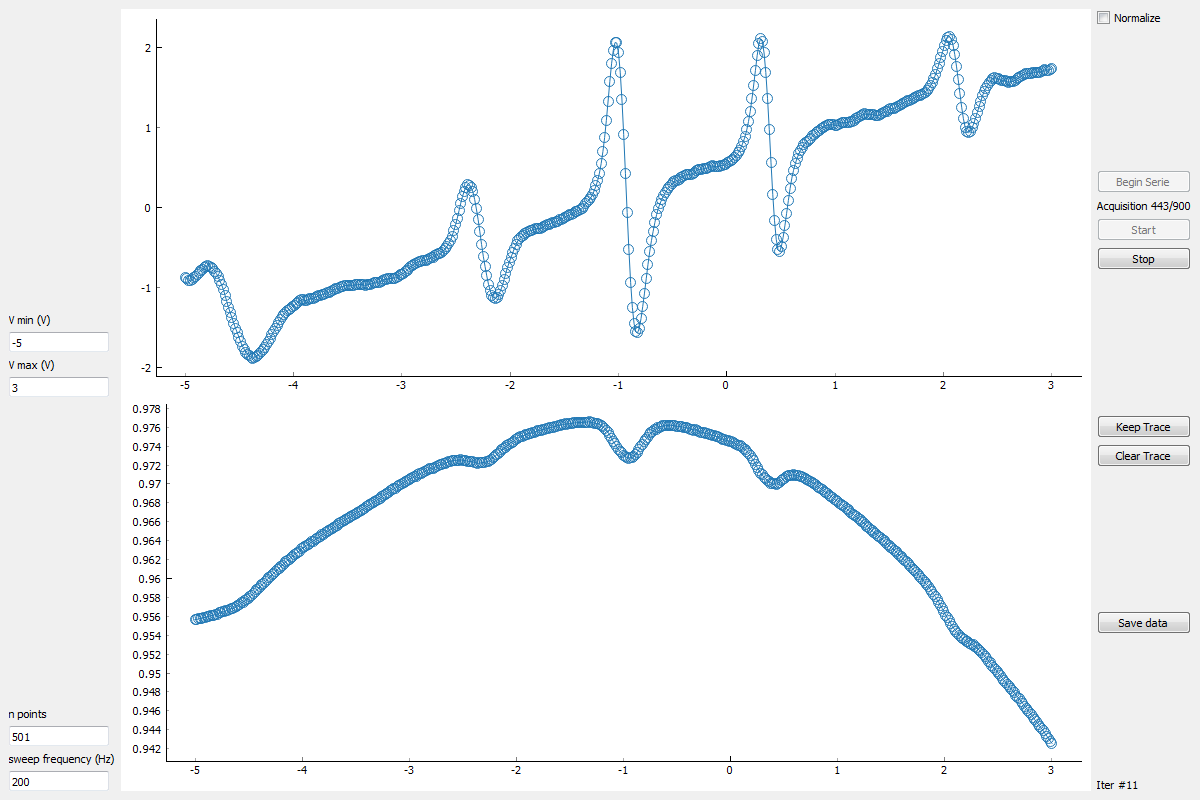 Normalize
2
1
0
-1
-2
-5 -4 -3 -2 -1 0 1 2 3
Begin Serie
Acquisition 443/900
Start
Stop
V min (V)
-5
V max (V)
3
0.978
0.976
0.974
0.972
0.97
0.968
0.966
0.964
0.962
0.96
0.958
0.956
0.954
0.952
0.95
0.948
0.946
0.944
0.942
-5 -4 -3 -2 -1 0 1 2 3
Keep Trace
Clear Trace
Save data
n points
501
sweep frequency (Hz)
200
Iter #11